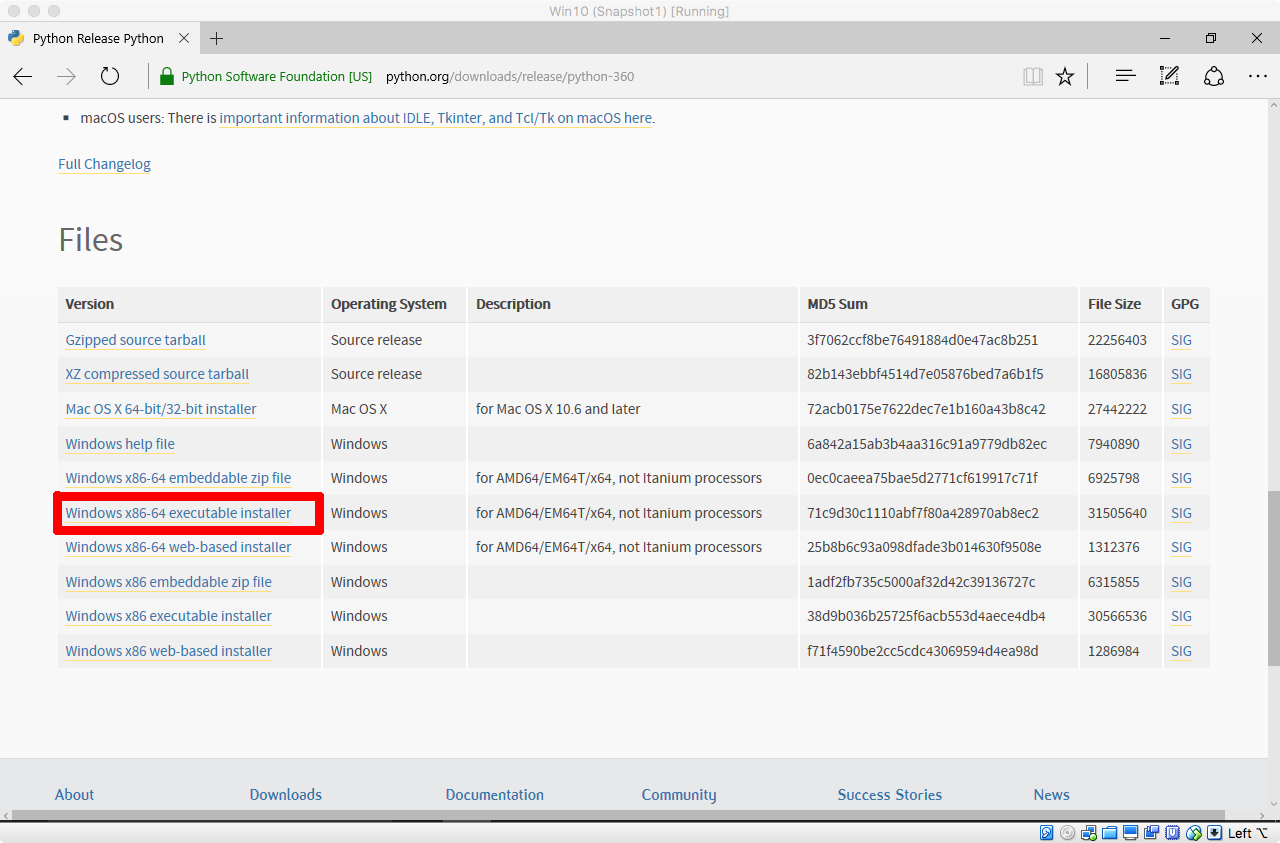 Win10 (Snapshot1) [Running]
Python Release Python
Python Software Foundation [US] python.org/downloads/release/python-360
macOS users: There is important information about IDLE, Tkinter, and Tcl/Tk on macOS here.
Full Changelog
Files
Version Operating System Description MD5 Sum File Size GPG
Gzipped source tarball Source release 3f7062ccf8be76491884d0e47ac8b251 22256403 SIG
XZ compressed source tarball Source release 82b143ebbf4514d7e05876bed7a6b1f5 16805836 SIG
Mac OS X 64-bit/32-bit installer Mac OS X for Mac OS X 10.6 and later 72acb0175e7622dec7e1b160a43b8c42 27442222 SIG
Windows help file Windows 6a842a15ab3b4aa316c91a9779db82ec 7940890 SIG
Windows x86-64 embeddable zip file Windows for AMD64/EM64T/x64, not Itanium processors 0ec0caeea75bae5d2771cf619917c71f 6925798 SIG
Windows x86-64 executable installer Windows for AMD64/EM64T/x64, not Itanium processors 71c9d30c1110abf7f80a428970ab8ec2 31505640 SIG
Windows x86-64 web-based installer Windows for AMD64/EM64T/x64, not Itanium processors 25b8b6c93a098dfade3b014630f9508e 1312376 SIG
Windows x86 embeddable zip file Windows 1adf2fb735c5000af32d42c39136727c 6315855 SIG
Windows x86 executable installer Windows 38d9b036b25725f6acb553d4aece4db4 30566536 SIG
Windows x86 web-based installer Windows f71f4590be2cc5cdc43069594d4ea98d 1286984 SIG
About Downloads Documentation Community Success Stories News
Left ⌥